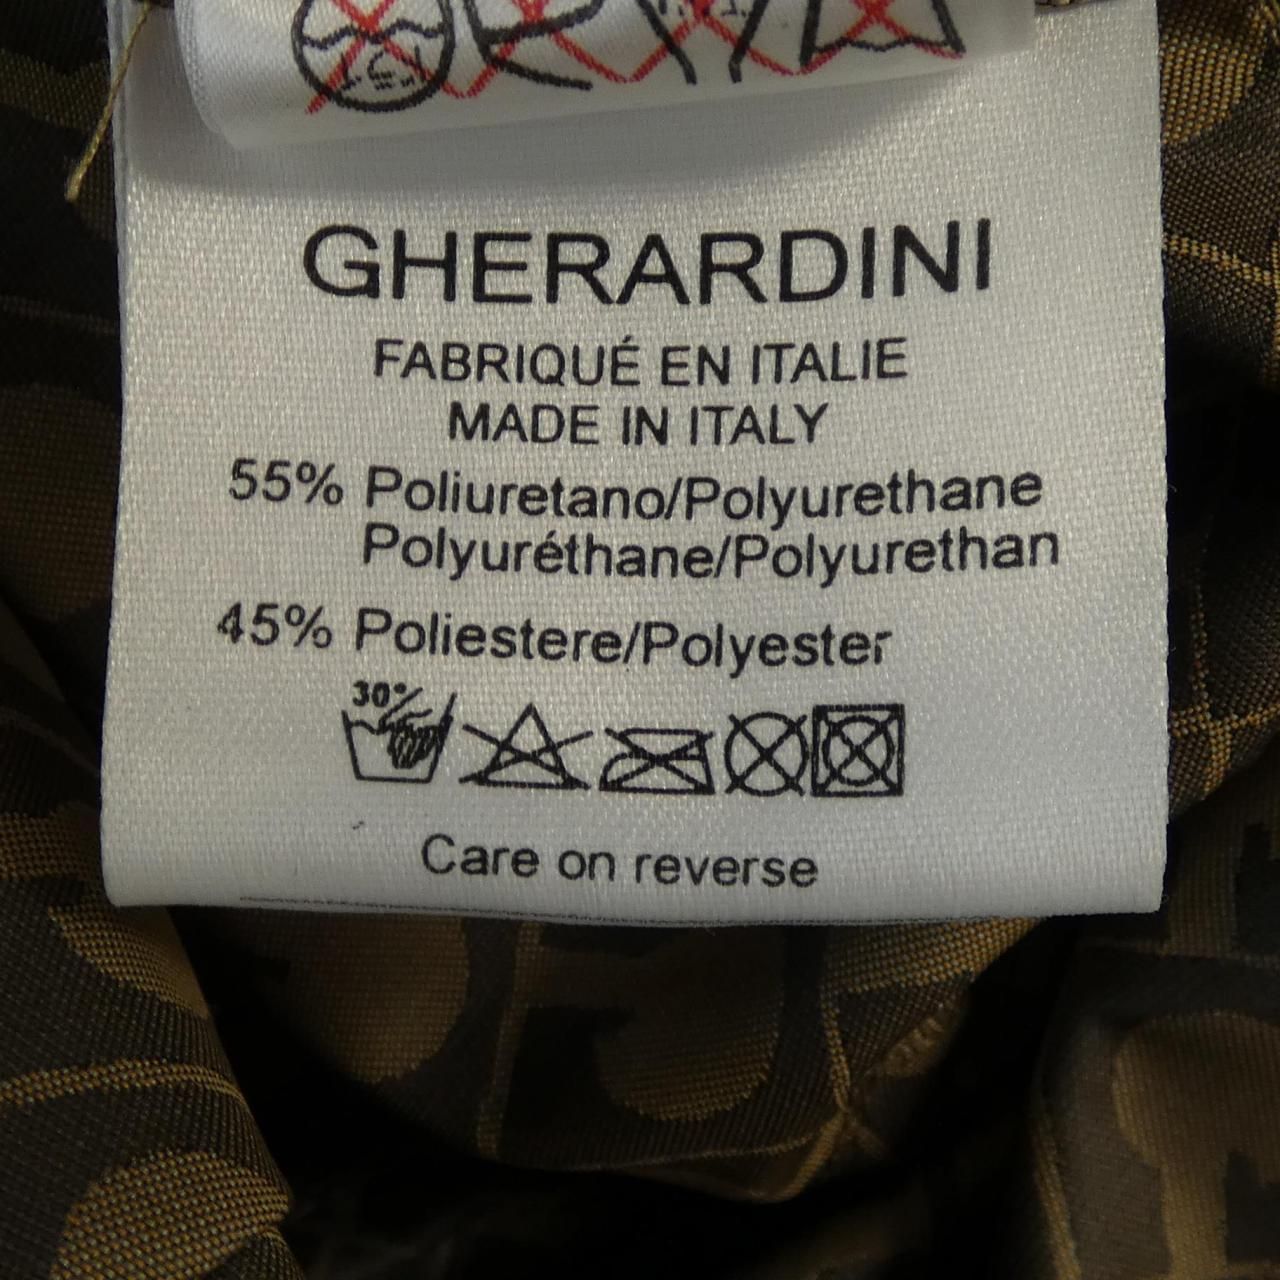 GHERARDINI
FABRIQUÉ EN ITALIE
MADE IN ITALY
55% Poliuretano/Polyurethane
Polyuréthane/Polyurethan
45% Poliestere/Polyester
30°
Care on reverse